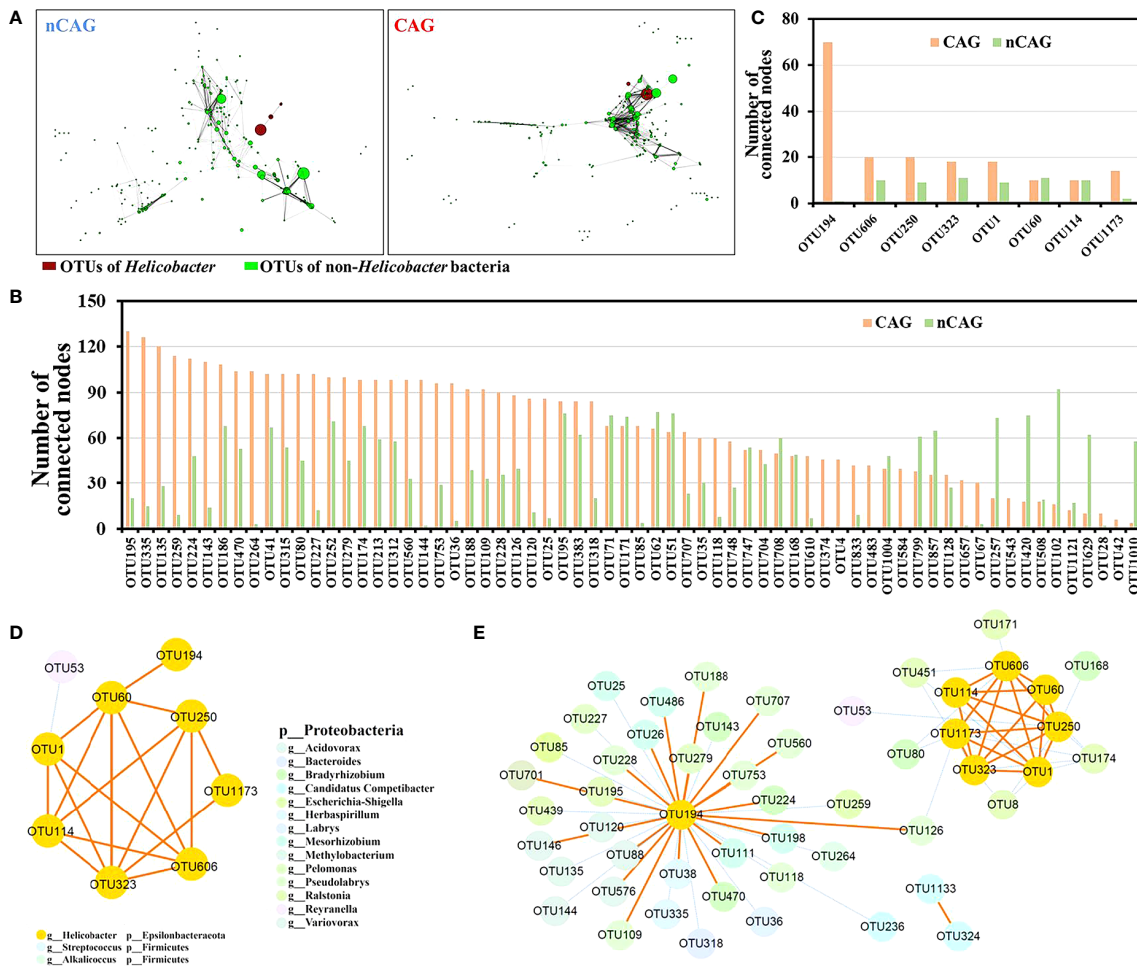 A
nCAG
CAG
OTUs of Helicobacter
OTUs of non-Helicobacter bacteria
C
Number of
connected nodes
CAG
nCAG
80
60
40
20
0
OTU194
OTU606
OTU250
OTU323
OTU1
OTU60
OTU114
OTU1173
B
Number of
connected nodes
CAG
nCAG
150
120
90
60
30
0
OTU195
OTU335
OTU135
OTU259
OTU224
OTU143
OTU186
OTU470
OTU264
OTU41
OTU315
OTU80
OTU227
OTU252
OTU279
OTU174
OTU213
OTU312
OTU560
OTU144
OTU753
OTU36
OTU188
OTU109
OTU228
OTU126
OTU120
OTU25
OTU95
OTU383
OTU318
OTU71
OTU171
OTU85
OTU62
OTU51
OTU707
OTU35
OTU118
OTU748
OTU747
OTU704
OTU708
OTU168
OTU610
OTU374
OTU4
OTU833
OTU483
OTU1004
OTU584
OTU799
OTU857
OTU128
OTU657
OTU67
OTU257
OTU543
OTU420
OTU508
OTU102
OTU1121
OTU629
OTU28
OTU42
OTU1010
D
OTU53
OTU194
OTU60
OTU250
OTU1
OTU1173
OTU114
OTU606
OTU323
g__Helicobacter p__Epsilonbacteraeota
g__Streptococcus p__Firmicutes
g__Alkalicoccus p__Firmicutes
p__Proteobacteria
g__Acidovorax
g__Bacteroides
g__Bradyrhizobium
g__Candidatus Competibacter
g__Escherichia-Shigella
g__Herbaspirillum
g__Labrys
g__Mesorhizobium
g__Methylobacterium
g__Pelomonas
g__Pseudolabrys
g__Ralstonia
g__Reyranella
g__Variovorax
E
OTU25
OTU486
OTU188
OTU707
OTU227
OTU26
OTU143
OTU85
OTU228
OTU279
OTU560
OTU701
OTU195
OTU753
OTU439
OTU224
OTU259
OTU194
OTU120
OTU198
OTU126
OTU146
OTU88
OTU111
OTU264
OTU135
OTU38
OTU118
OTU576
OTU470
OTU144
OTU335
OTU36
OTU236
OTU109
OTU318
OTU171
OTU606
OTU168
OTU451
OTU114
OTU60
OTU53
OTU250
OTU1173
OTU80
OTU174
OTU323
OTU1
OTU8
OTU1133
OTU324